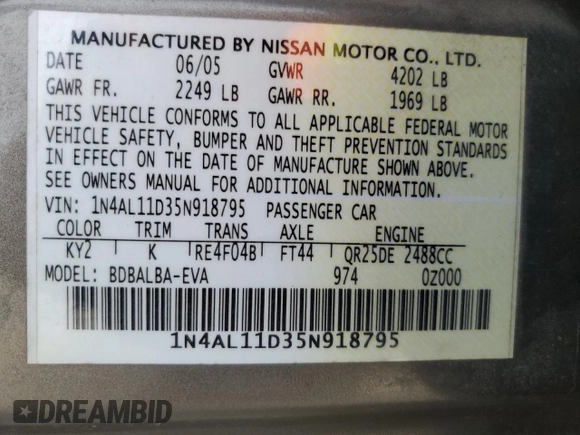 MANUFACTURED BY NISSAN MOTOR CO., LTD.
DATE 06/05 GVWR 4202 LB
GAWR FR. 2249 LB GAWR RR. 1969 LB
THIS VEHICLE CONFORMS TO ALL APPLICABLE FEDERAL MOTOR
VEHICLE SAFETY, BUMPER AND THEFT PREVENTION STANDARDS
IN EFFECT ON THE DATE OF MANUFACTURE SHOWN ABOVE.
SEE OWNERS MANUAL FOR ADDITIONAL INFORMATION.
VIN: 1N4AL11D35N918795 PASSENGER CAR
COLOR TRIM TRANS AXLE ENGINE
KY2 K RE4F04B FT44 QR25DE 2488CC
MODEL: BDBALBA-EVA 974 0Z000
1N4AL11D35N918795
DREAMBID